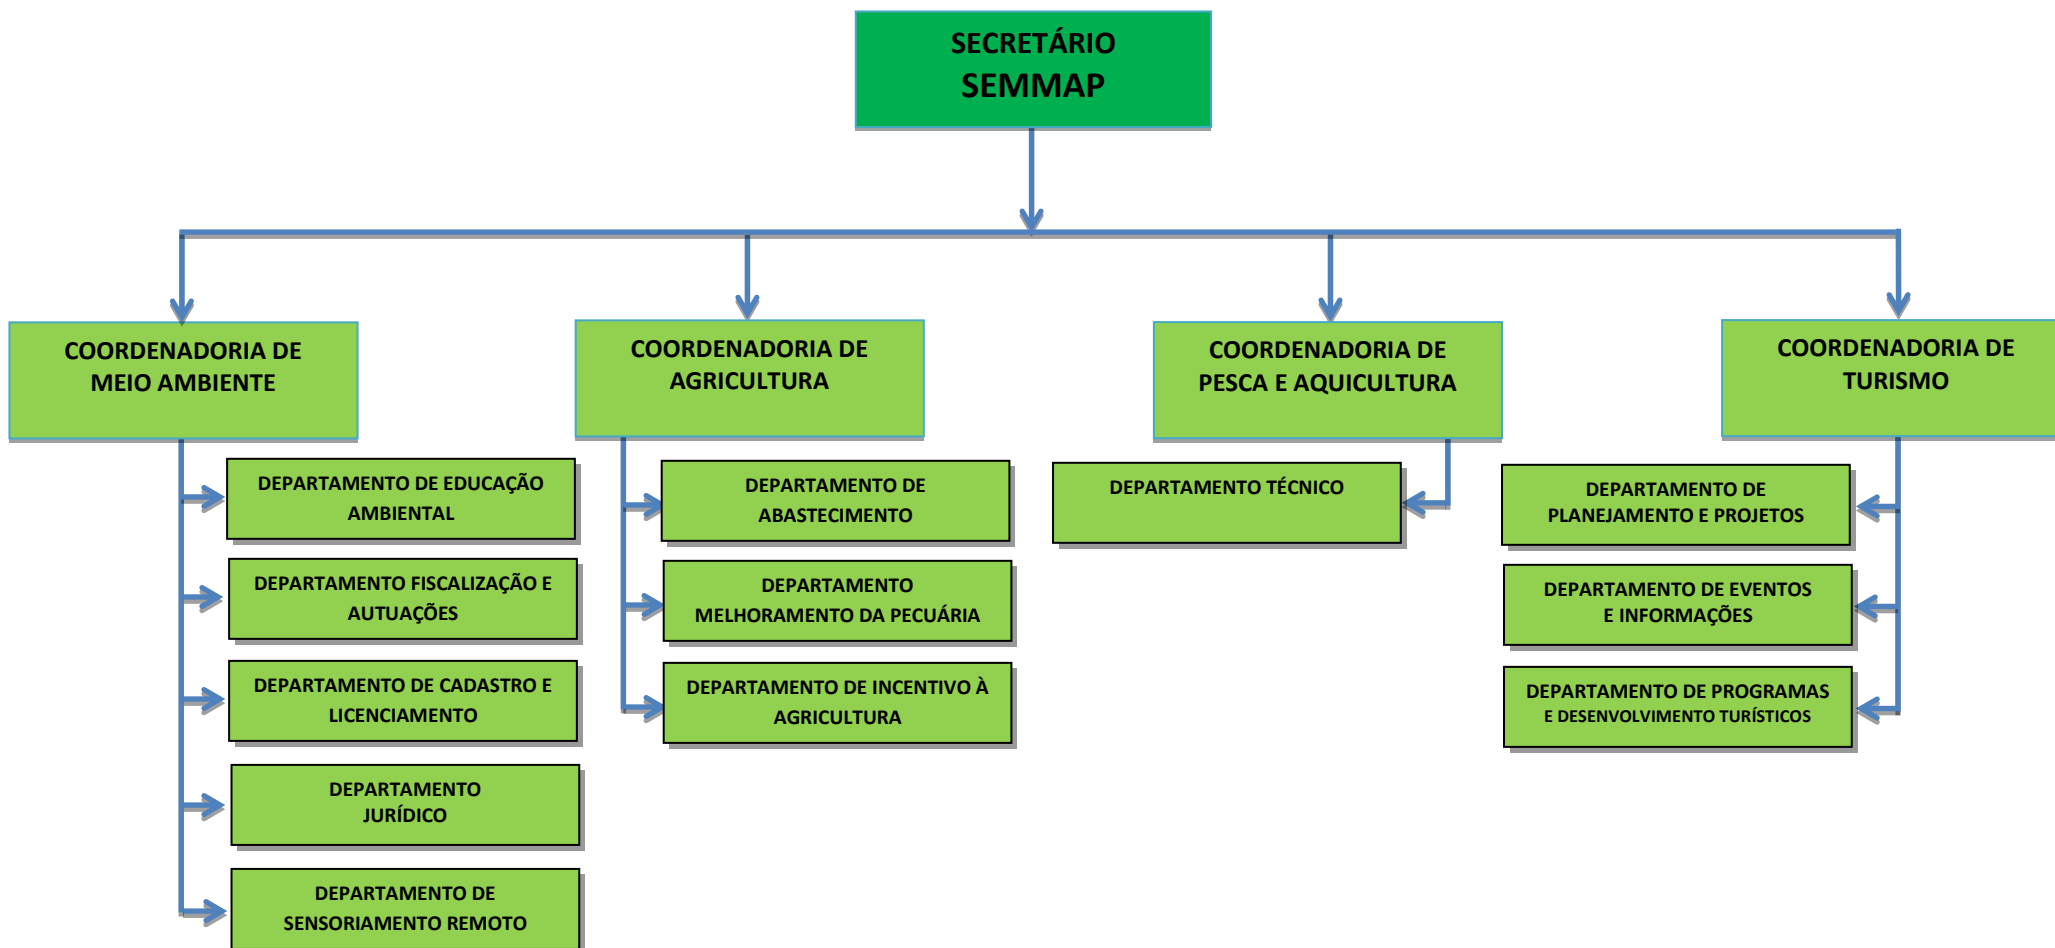 SECRETÁRIO
SEMMAP
COORDENADORIA DE
MEIO AMBIENTE
DEPARTAMENTO DE EDUCAÇÃO
AMBIENTAL
DEPARTAMENTO FISCALIZAÇÃO E
AUTUAÇÕES
DEPARTAMENTO DE CADASTRO E
LICENCIAMENTO
DEPARTAMENTO
JURÍDICO
DEPARTAMENTO DE
SENSORIAMENTO REMOTO
COORDENADORIA DE
AGRICULTURA
DEPARTAMENTO DE
ABASTECIMENTO
DEPARTAMENTO
MELHORAMENTO DA PECUÁRIA
DEPARTAMENTO DE INCENTIVO À
AGRICULTURA
COORDENADORIA DE
PESCA E AQUICULTURA
DEPARTAMENTO TÉCNICO
COORDENADORIA DE
TURISMO
DEPARTAMENTO DE
PLANEJAMENTO E PROJETOS
DEPARTAMENTO DE EVENTOS
E INFORMAÇÕES
DEPARTAMENTO DE PROGRAMAS
E DESENVOLVIMENTO TURÍSTICOS